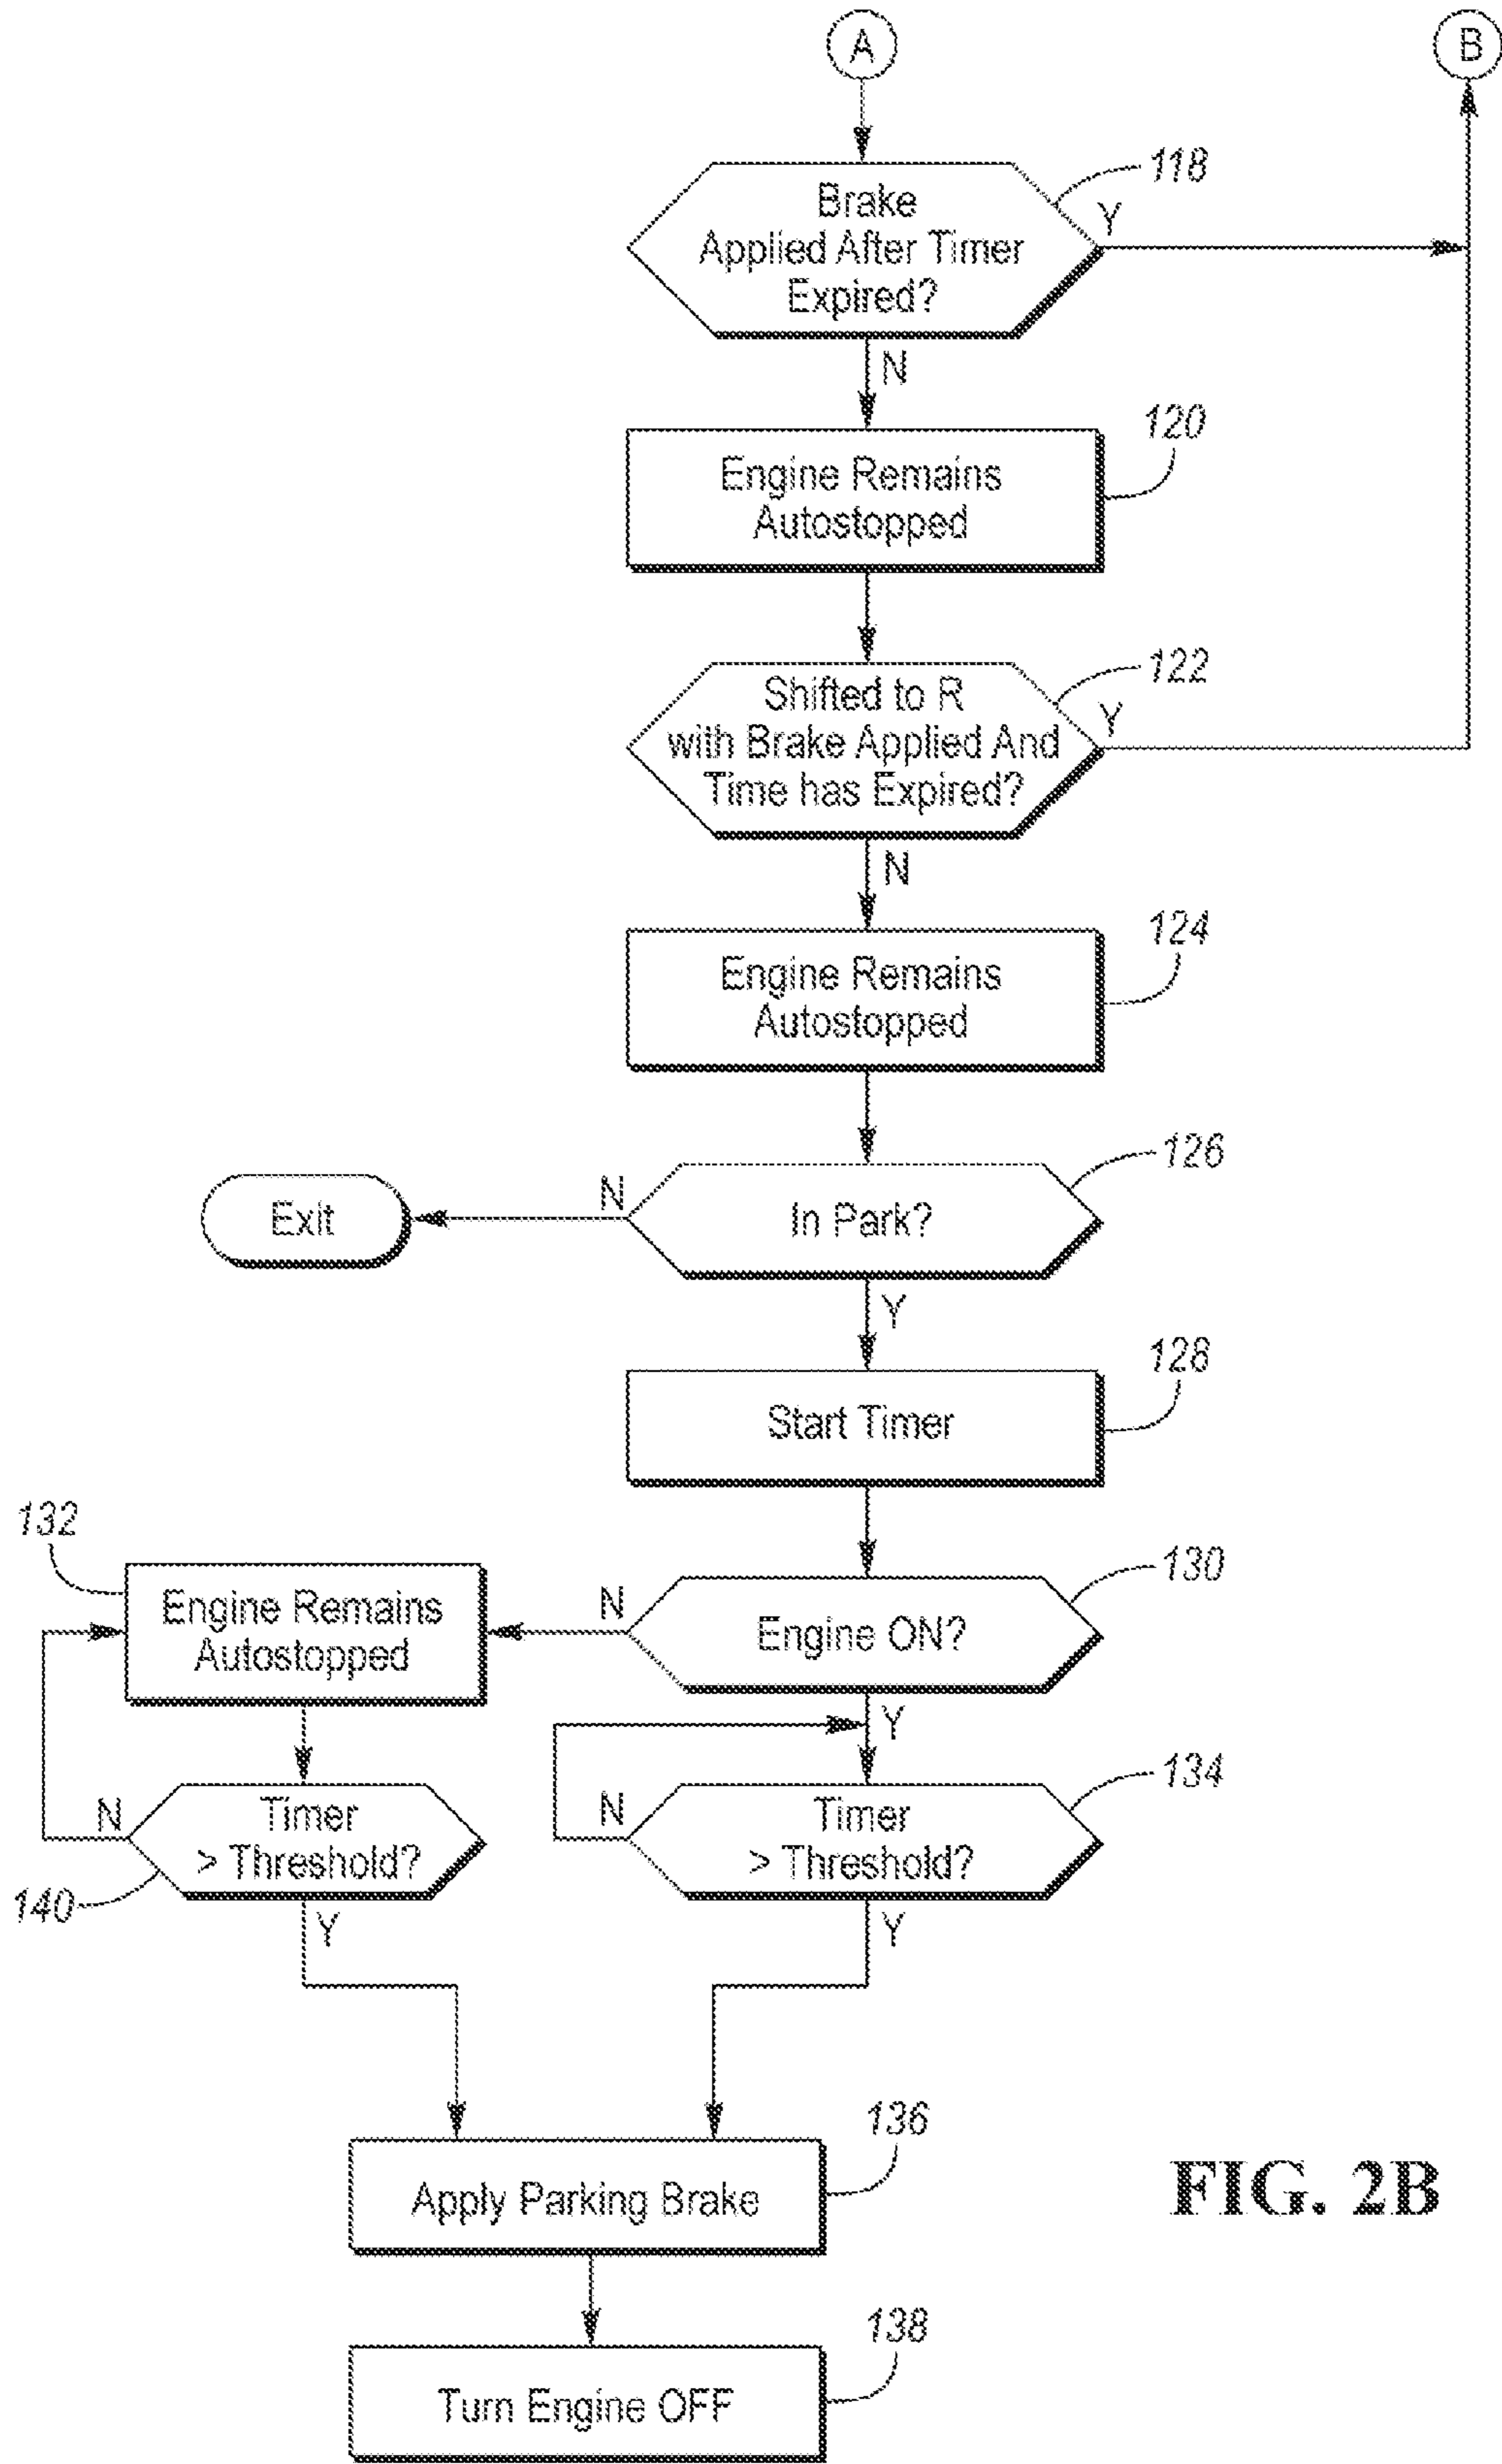 A
B
118
Brake
Applied After Timer
Expired?
Y
N
120
Engine Remains
Autostopped
122
Shifted to R
with Brake Applied And
Time has Expired?
Y
N
124
Engine Remains
Autostopped
126
In Park?
N
Exit
Y
128
Start Timer
132
Engine Remains
Autostopped
130
Engine ON?
N
Y
134
Timer
> Threshold?
N
Y
Timer
> Threshold?
N
140
Y
136
Apply Parking Brake
FIG. 2B
138
Turn Engine OFF